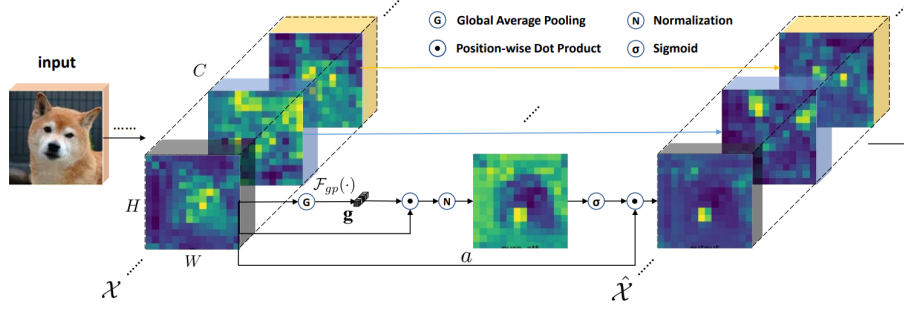 G Global Average Pooling N Normalization
Position-wise Dot Product σ Sigmoid
input
C
......
H
W
𝓕gp(·)
G
g
N
σ
a
𝒳
𝒳̂